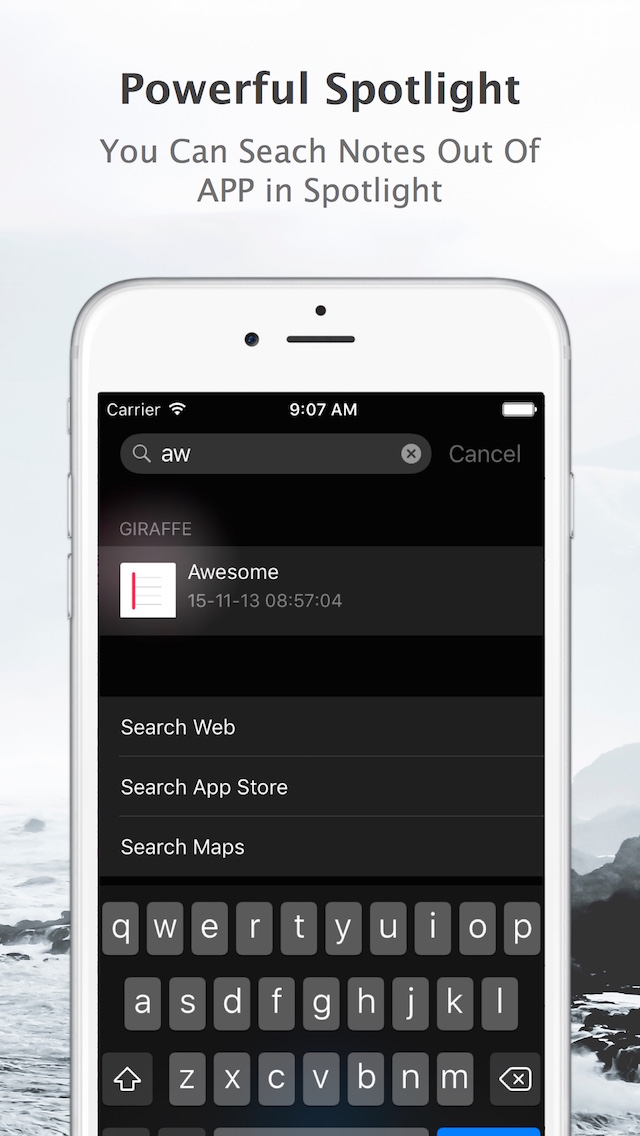 Powerful Spotlight
You Can Seach Notes Out Of
APP in Spotlight
Carrier 9:07 AM
aw Cancel
GIRAFFE
Awesome
15-11-13 08:57:04
Search Web
Search App Store
Search Maps
q w e r t y u i o p
a s d f g h j k l
z x c v b n m